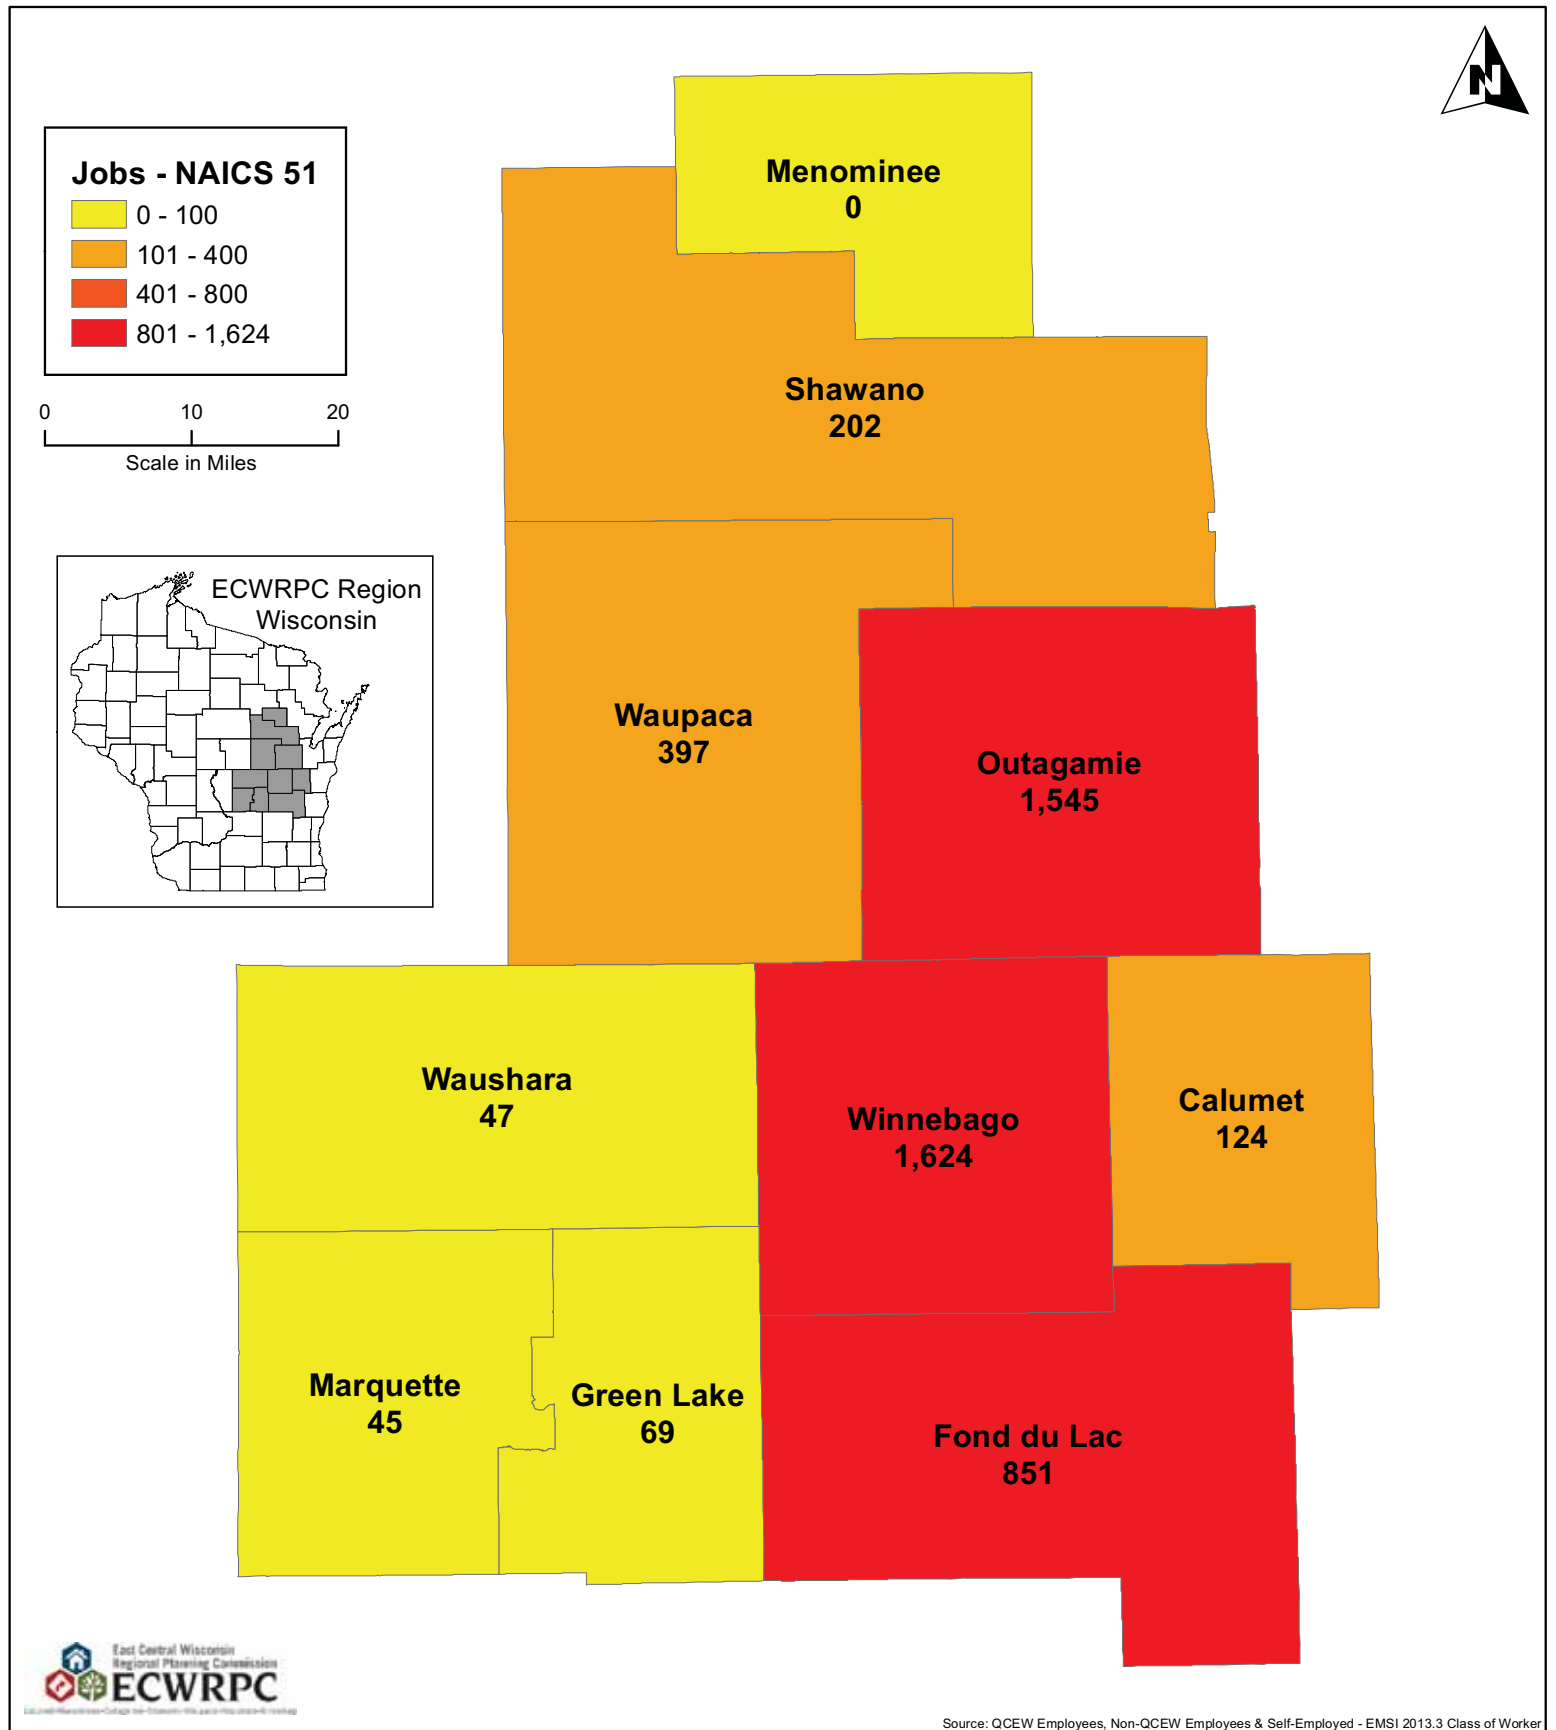 N
Jobs - NAICS 51
0 - 100
101 - 400
401 - 800
801 - 1,624
0 10 20
Scale in Miles
ECWRPC Region
Wisconsin
Menominee
0
Shawano
202
Waupaca
397
Outagamie
1,545
Waushara
47
Winnebago
1,624
Calumet
124
Marquette
45
Green Lake
69
Fond du Lac
851
East Central Wisconsin
Regional Planning Commission
ECWRPC
Source: QCEW Employees, Non-QCEW Employees & Self-Employed - EMSI 2013.3 Class of Worker